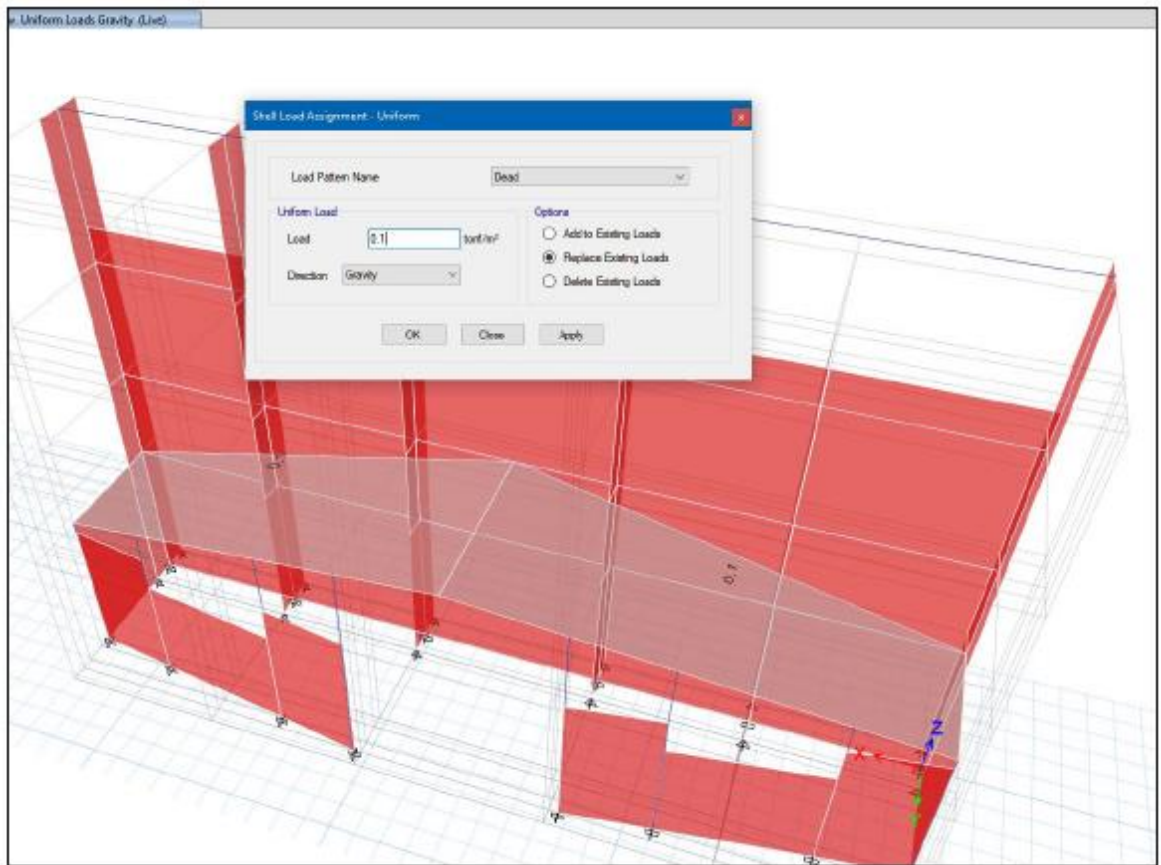 Uniform Loads Gravity (Live)
Shell Load Assignment - Uniform
Load Pattern Name
Dead
Uniform Load
Load
0.1
tonf/m²
Direction
Gravity
Options
Add to Existing Loads
Replace Existing Loads
Delete Existing Loads
OK
Close
Apply
0,1
X
Z